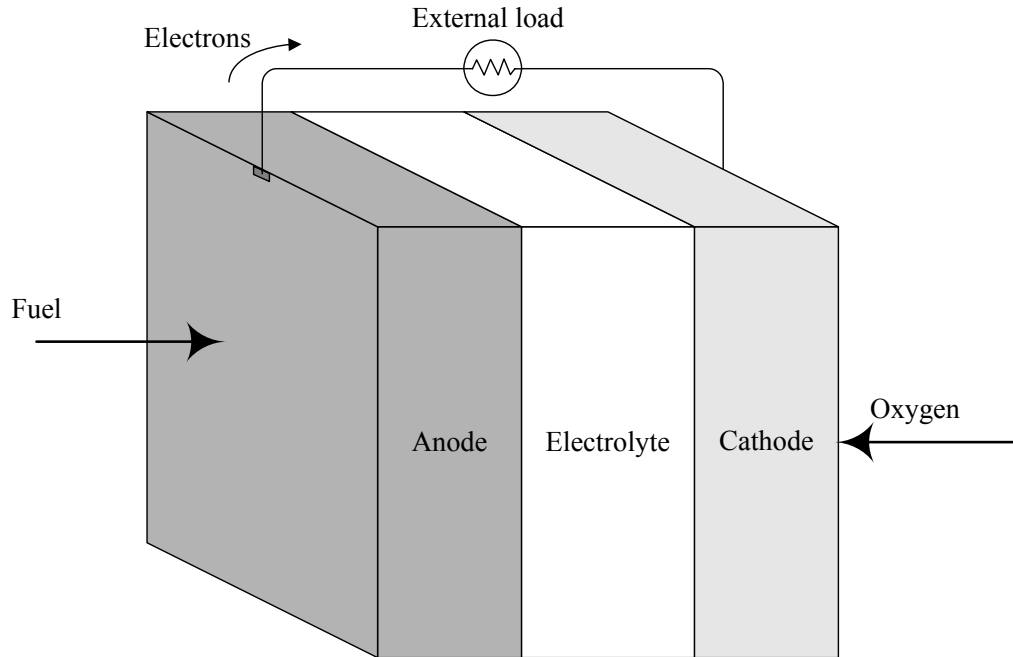 External load
Electrons
Fuel
Oxygen
Anode
Electrolyte
Cathode